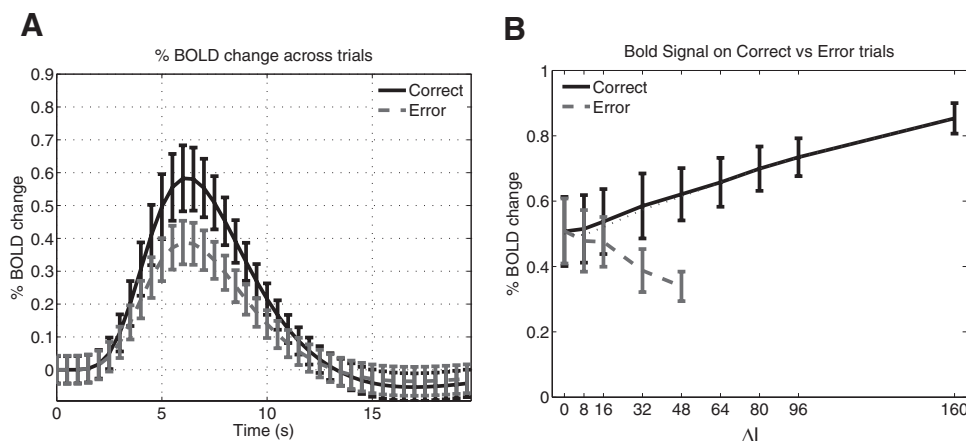 A
% BOLD change across trials
% BOLD change
0.9
0.8
0.7
0.6
0.5
0.4
0.3
0.2
0.1
0
0 5 10 15
Time (s)
Correct
Error
B
Bold Signal on Correct vs Error trials
% BOLD change
1
0.8
0.6
0.4
0.2
0
0 8 16 32 48 64 80 96 160
ΔI
Correct
Error